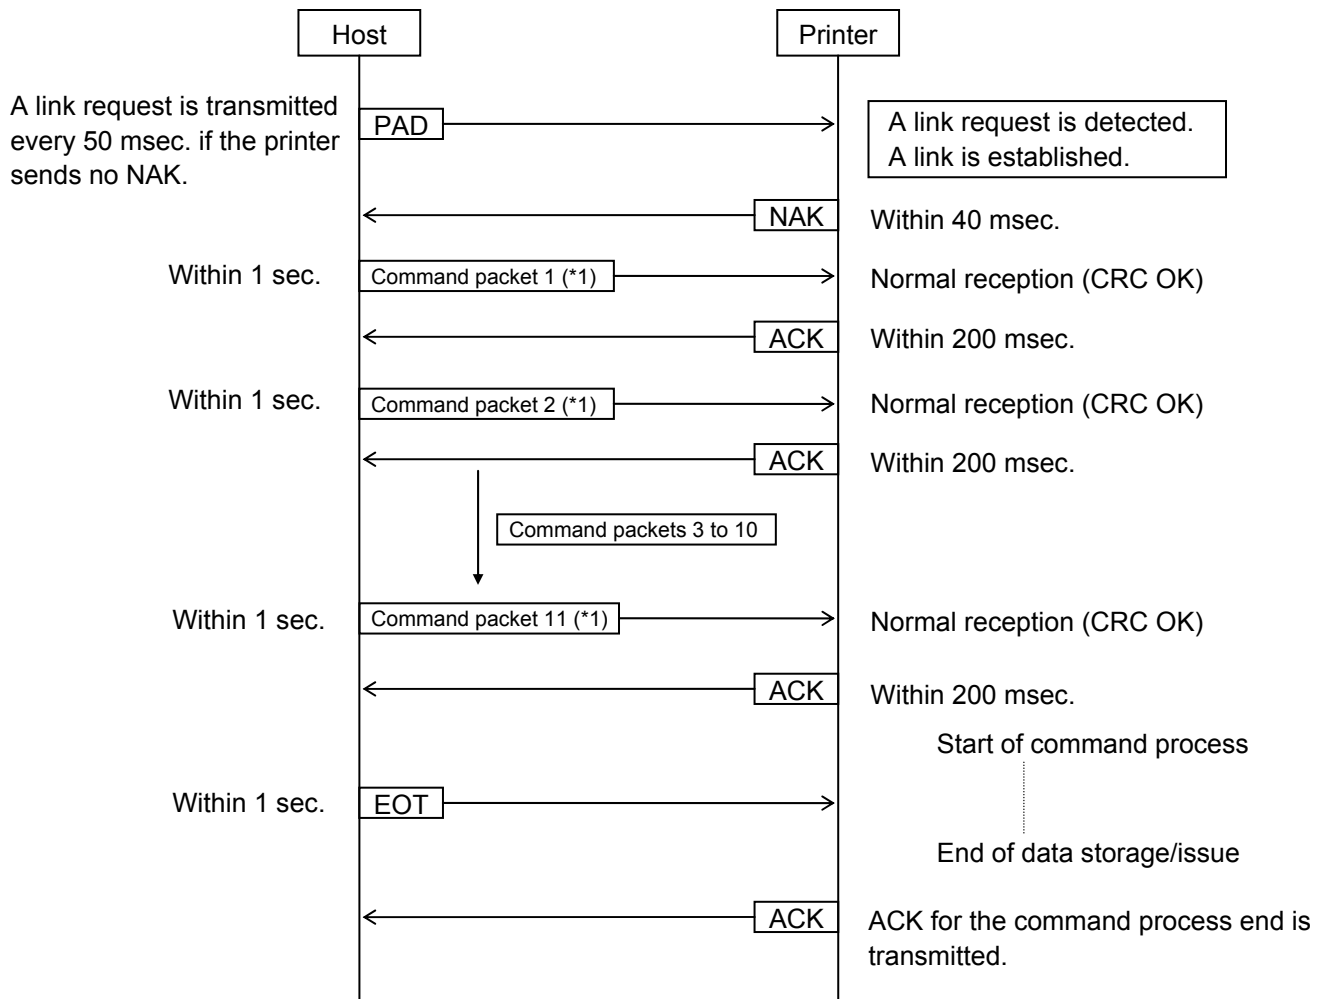 Host
Printer
A link request is transmitted
every 50 msec. if the printer
sends no NAK.
PAD
A link request is detected.
A link is established.
NAK
Within 40 msec.
Within 1 sec.
Command packet 1 (*1)
Normal reception (CRC OK)
ACK
Within 200 msec.
Within 1 sec.
Command packet 2 (*1)
Normal reception (CRC OK)
ACK
Within 200 msec.
Command packets 3 to 10
Within 1 sec.
Command packet 11 (*1)
Normal reception (CRC OK)
ACK
Within 200 msec.
Start of command process
Within 1 sec.
EOT
End of data storage/issue
ACK
ACK for the command process end is
transmitted.